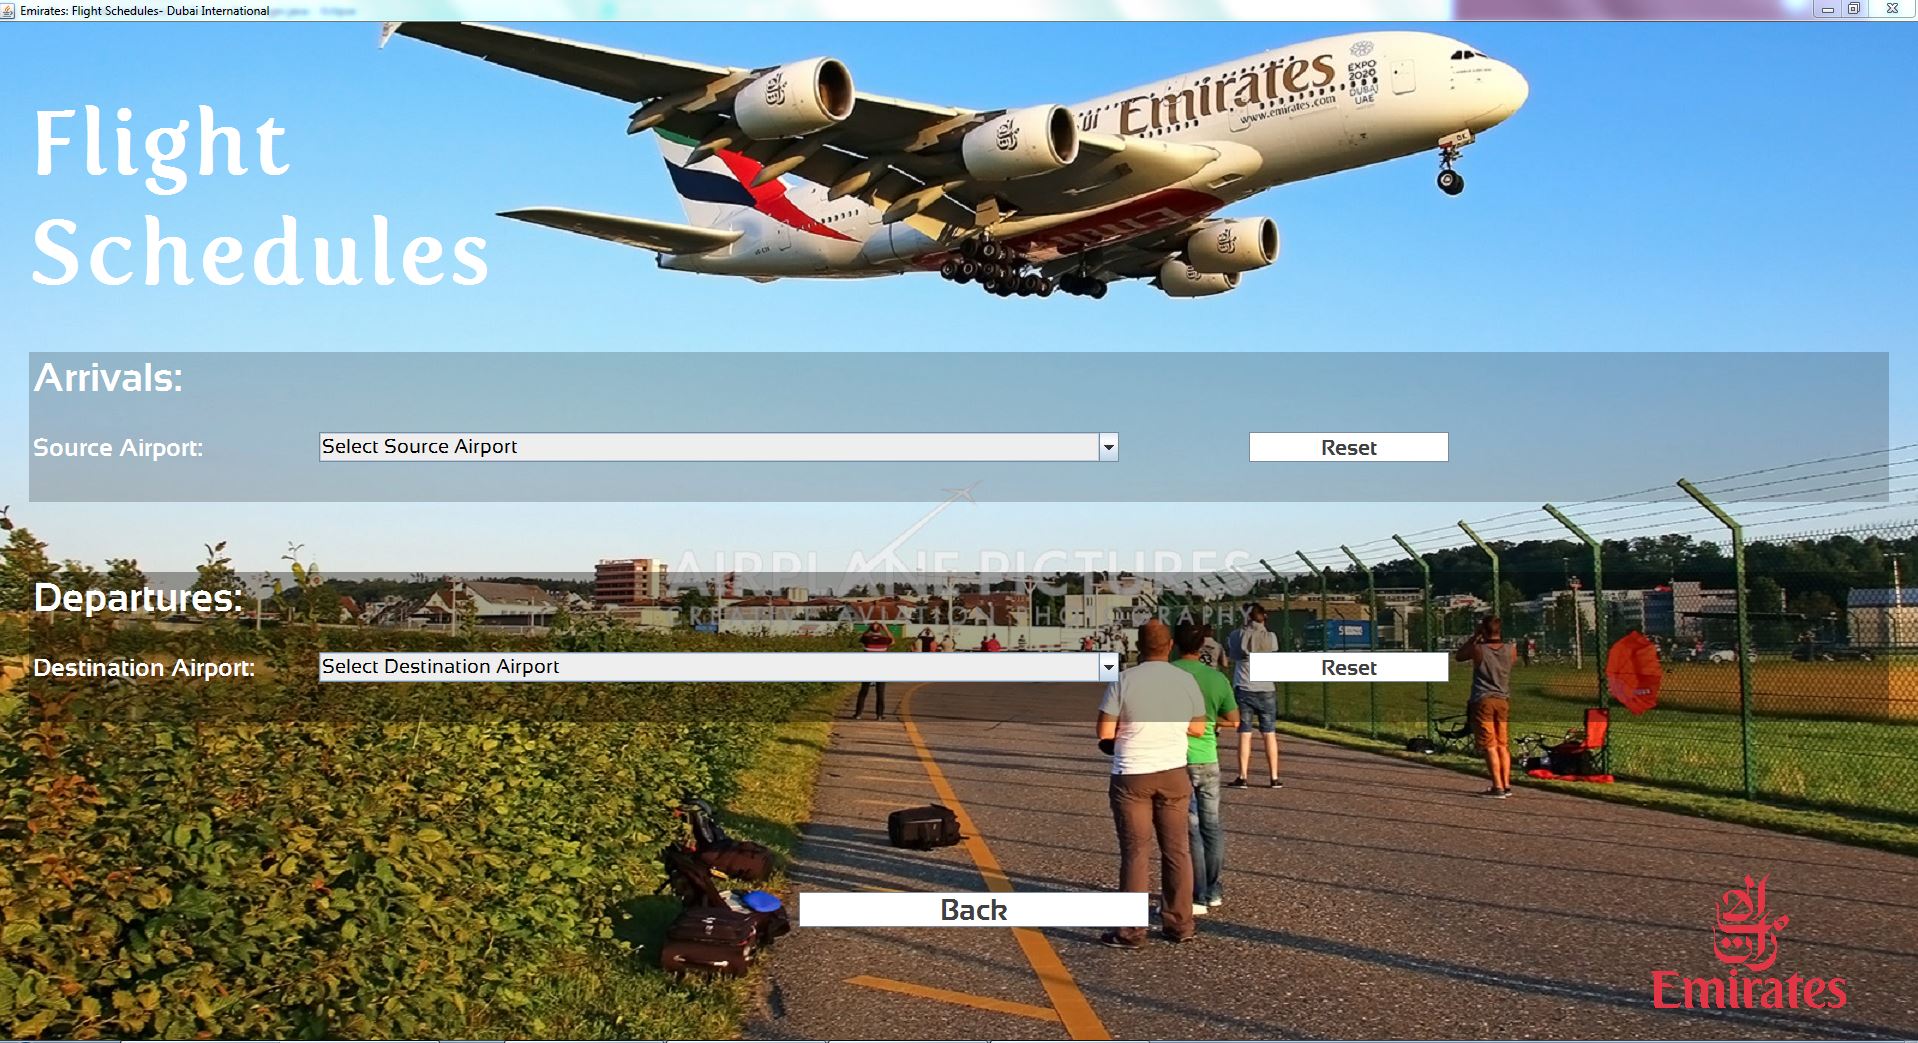 Emirates: Flight Schedules- Dubai International
Flight
Schedules
Emirates
www.emirates.com
EXPO
2020
DUBAI
UAE
Arrivals:
Source Airport:
Select Source Airport
Reset
AIRPLANE PICTURES
CREATIVE AVIATION PHOTOGRAPHY
Departures:
Destination Airport:
Select Destination Airport
Reset
Back
Emirates